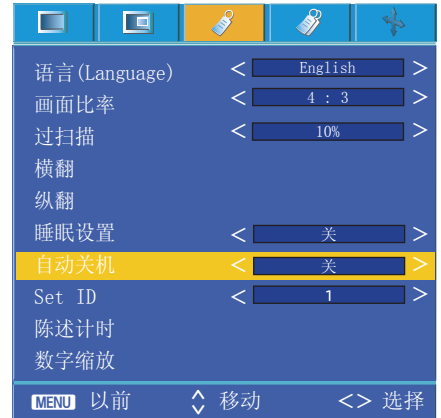 语言(Language) < English >
画面比率 < 4 : 3 >
过扫描 < 10% >
横翻
纵翻
睡眠设置 < 关 >
自动关机 < 关 >
Set ID < 1 >
陈述计时
数字缩放
MENU 以前 移动 <> 选择